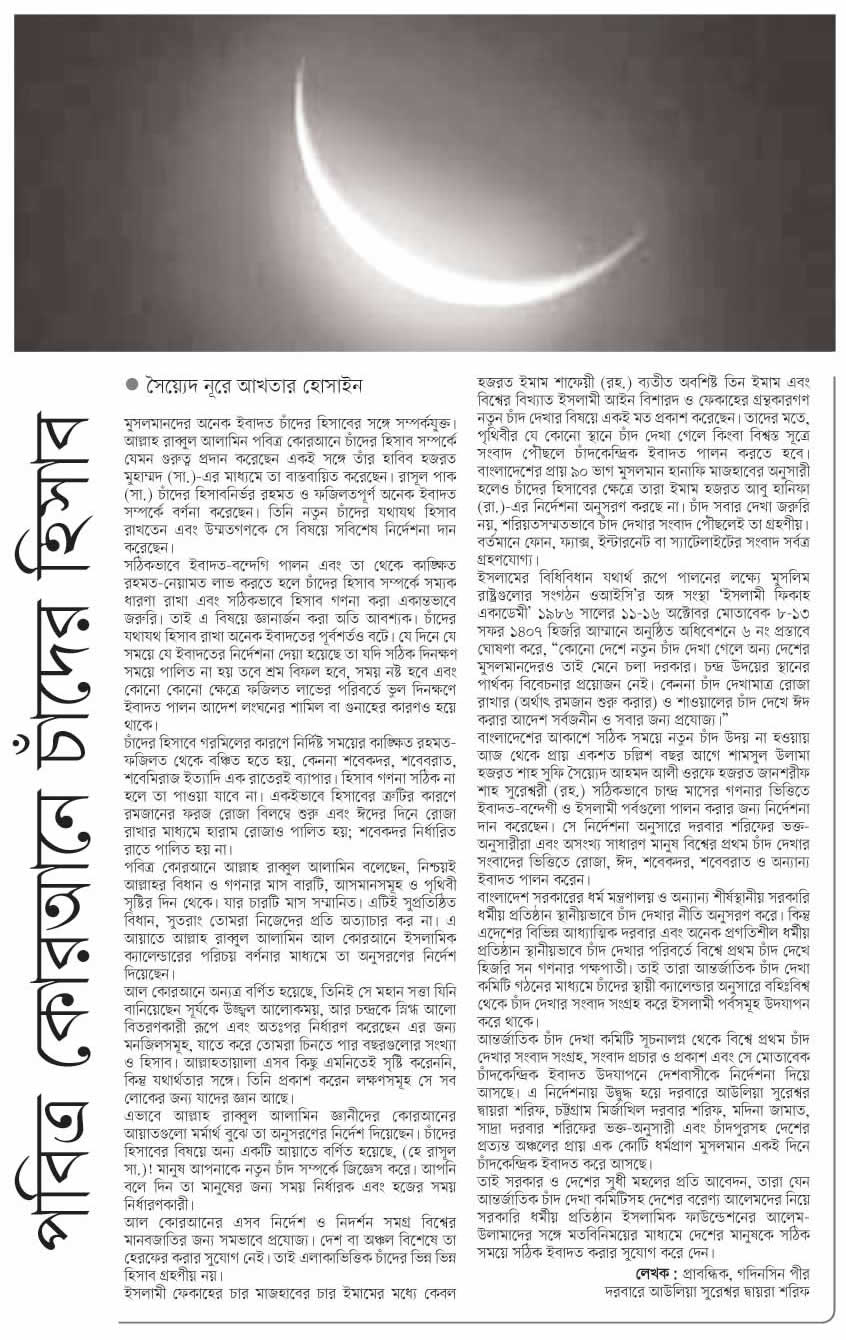 পবিত্র কোরআনে চাঁদের হিসাব
● সৈয়্যেদ নূরে আখতার হোসাইন
মুসলমানদের অনেক ইবাদত চাঁদের হিসাবের সঙ্গে সম্পর্কযুক্ত।
আল্লাহ রাব্বুল আলামিন পবিত্র কোরআনে চাঁদের হিসাব সম্পর্কে
যেমন গুরুত্ব প্রদান করেছেন একই সঙ্গে তাঁর হাবিব হজরত
মুহাম্মদ (সা.)-এর মাধ্যমে তা বাস্তবায়িত করেছেন। রাসূল পাক
(সা.) চাঁদের হিসাবনির্ভর রহমত ও ফজিলতপূর্ণ অনেক ইবাদত
সম্পর্কে বর্ণনা করেছেন। তিনি নতুন চাঁদের যথাযথ হিসাব
রাখতেন এবং উম্মতগণকে সে বিষয়ে সবিশেষ নির্দেশনা দান
করেছেন।
সঠিকভাবে ইবাদত-বন্দেগি পালন এবং তা থেকে কাঙ্ক্ষিত
রহমত-নেয়ামত লাভ করতে হলে চাঁদের হিসাব সম্পর্কে সম্যক
ধারণা রাখা এবং সঠিকভাবে হিসাব গণনা করা একান্তভাবে
জরুরি। তাই এ বিষয়ে জ্ঞানার্জন করা অতি আবশ্যক। চাঁদের
যথাযথ হিসাব রাখা অনেক ইবাদতের পূর্বশর্তও বটে। যে দিনে যে
সময়ে যে ইবাদতের নির্দেশনা দেয়া হয়েছে তা যদি সঠিক দিনক্ষণ
সময়ে পালিত না হয় তবে শ্রম বিফল হবে, সময় নষ্ট হবে এবং
কোনো কোনো ক্ষেত্রে ফজিলত লাভের পরিবর্তে ভুল দিনক্ষণে
ইবাদত পালন আদেশ লংঘনের শামিল বা গুনাহের কারণও হয়ে
থাকে।
চাঁদের হিসাবে গরমিলের কারণে নির্দিষ্ট সময়ের কাঙ্ক্ষিত রহমত-
ফজিলত থেকে বঞ্চিত হতে হয়, কেননা শবেকদর, শবেবরাত,
শবেমিরাজ ইত্যাদি এক রাতেরই ব্যাপার। হিসাব গণনা সঠিক না
হলে তা পাওয়া যাবে না। একইভাবে হিসাবের ত্রুটির কারণে
রমজানের ফরজ রোজা বিলম্বে শুরু এবং ঈদের দিনে রোজা
রাখার মাধ্যমে হারাম রোজাও পালিত হয়; শবেকদর নির্ধারিত
রাতে পালিত হয় না।
পবিত্র কোরআনে আল্লাহ রাব্বুল আলামিন বলেছেন, নিশ্চয়ই
আল্লাহর বিধান ও গণনার মাস বারটি, আসমানসমূহ ও পৃথিবী
সৃষ্টির দিন থেকে। যার চারটি মাস সম্মানিত। এটিই সুপ্রতিষ্ঠিত
বিধান, সুতরাং তোমরা নিজেদের প্রতি অত্যাচার কর না। এ
আয়াতে আল্লাহ রাব্বুল আলামিন আল কোরআনে ইসলামিক
ক্যালেন্ডারের পরিচয় বর্ণনার মাধ্যমে তা অনুসরণের নির্দেশ
দিয়েছেন।
আল কোরআনে অন্যত্র বর্ণিত হয়েছে, তিনিই সে মহান সত্তা যিনি
বানিয়েছেন সূর্যকে উজ্জ্বল আলোকময়, আর চন্দ্রকে স্নিগ্ধ আলো
বিতরণকারী রূপে এবং অতঃপর নির্ধারণ করেছেন এর জন্য
মনজিলসমূহ, যাতে করে তোমরা চিনতে পার বছরগুলোর সংখ্যা
ও হিসাব। আল্লাহতায়ালা এসব কিছু এমনিতেই সৃষ্টি করেননি,
কিন্তু যথার্থতার সঙ্গে। তিনি প্রকাশ করেন লক্ষণসমূহ সে সব
লোকের জন্য যাদের জ্ঞান আছে।
এভাবে আল্লাহ রাব্বুল আলামিন জ্ঞানীদের কোরআনের
আয়াতগুলো মর্মার্থ বুঝে তা অনুসরণের নির্দেশ দিয়েছেন। চাঁদের
হিসাবের বিষয়ে অন্য একটি আয়াতে বর্ণিত হয়েছে, (হে রাসূল
সা.)! মানুষ আপনাকে নতুন চাঁদ সম্পর্কে জিজ্ঞেস করে। আপনি
বলে দিন তা মানুষের জন্য সময় নির্ধারক এবং হজের সময়
নির্ধারণকারী।
আল কোরআনের এসব নির্দেশ ও নিদর্শন সমগ্র বিশ্বের
মানবজাতির জন্য সমভাবে প্রযোজ্য। দেশ বা অঞ্চল বিশেষে তা
হেরফের করার সুযোগ নেই। তাই এলাকাভিত্তিক চাঁদের ভিন্ন ভিন্ন
হিসাব গ্রহণীয় নয়।
ইসলামী ফেকাহের চার মাজহাবের চার ইমামের মধ্যে কেবল
হজরত ইমাম শাফেয়ী (রহ.) ব্যতীত অবশিষ্ট তিন ইমাম এবং
বিশ্বের বিখ্যাত ইসলামী আইন বিশারদ ও ফেকাহের গ্রন্থকারগণ
নতুন চাঁদ দেখার বিষয়ে একই মত প্রকাশ করেছেন। তাদের মতে,
পৃথিবীর যে কোনো স্থানে চাঁদ দেখা গেলে কিংবা বিশ্বস্ত সূত্রে
সংবাদ পৌঁছলে চাঁদকেন্দ্রিক ইবাদত পালন করতে হবে।
বাংলাদেশের প্রায় ৯০ ভাগ মুসলমান হানাফি মাজহাবের অনুসারী
হলেও চাঁদের হিসাবের ক্ষেত্রে তারা ইমাম হজরত আবু হানিফা
(রা.)-এর নির্দেশনা অনুসরণ করছে না। চাঁদ সবার দেখা জরুরি
নয়, শরিয়তসম্মতভাবে চাঁদ দেখার সংবাদ পৌঁছলেই তা গ্রহণীয়।
বর্তমানে ফোন, ফ্যাক্স, ইন্টারনেট বা স্যাটেলাইটের সংবাদ সর্বত্র
গ্রহণযোগ্য।
ইসলামের বিধিবিধান যথার্থ রূপে পালনের লক্ষ্যে মুসলিম
রাষ্ট্রগুলোর সংগঠন ওআইসি'র অঙ্গ সংস্থা 'ইসলামী ফিকাহ
একাডেমী' ১৯৮৬ সালের ১১-১৬ অক্টোবর মোতাবেক ৮-১৩
সফর ১৪০৭ হিজরি আম্মানে অনুষ্ঠিত অধিবেশনে ৬ নং প্রস্তাবে
ঘোষণা করে, "কোনো দেশে নতুন চাঁদ দেখা গেলে অন্য দেশের
মুসলমানদেরও তাই মেনে চলা দরকার। চন্দ্র উদয়ের স্থানের
পার্থক্য বিবেচনার প্রয়োজন নেই। কেননা চাঁদ দেখামাত্র রোজা
রাখার (অর্থাৎ রমজান শুরু করার) ও শাওয়ালের চাঁদ দেখে ঈদ
করার আদেশ সর্বজনীন ও সবার জন্য প্রযোজ্য।"
বাংলাদেশের আকাশে সঠিক সময়ে নতুন চাঁদ উদয় না হওয়ায়
আজ থেকে প্রায় একশত চল্লিশ বছর আগে শামসুল উলামা
হজরত শাহ সুফি সৈয়্যেদ আহমদ আলী ওরফে হজরত জানশরীফ
শাহ সুরেশ্বরী (রহ.) সঠিকভাবে চান্দ্র মাসের গণনার ভিত্তিতে
ইবাদত-বন্দেগী ও ইসলামী পর্বগুলো পালন করার জন্য নির্দেশনা
দান করেছেন। সে নির্দেশনা অনুসারে দরবার শরিফের ভক্ত-
অনুসারীরা এবং অসংখ্য সাধারণ মানুষ বিশ্বের প্রথম চাঁদ দেখার
সংবাদের ভিত্তিতে রোজা, ঈদ, শবেকদর, শবেবরাত ও অন্যান্য
ইবাদত পালন করেন।
বাংলাদেশ সরকারের ধর্ম মন্ত্রণালয় ও অন্যান্য শীর্ষস্থানীয় সরকারি
ধর্মীয় প্রতিষ্ঠান স্থানীয়ভাবে চাঁদ দেখার নীতি অনুসরণ করে। কিন্তু
এদেশের বিভিন্ন আধ্যাত্মিক দরবার এবং অনেক প্রগতিশীল ধর্মীয়
প্রতিষ্ঠান স্থানীয়ভাবে চাঁদ দেখার পরিবর্তে বিশ্বে প্রথম চাঁদ দেখে
হিজরি সন গণনার পক্ষপাতী। তাই তারা আন্তর্জাতিক চাঁদ দেখা
কমিটি গঠনের মাধ্যমে চাঁদের স্থায়ী ক্যালেন্ডার অনুসারে বহিঃবিশ্ব
থেকে চাঁদ দেখার সংবাদ সংগ্রহ করে ইসলামী পর্বসমূহ উদযাপন
করে থাকে।
আন্তর্জাতিক চাঁদ দেখা কমিটি সূচনালগ্ন থেকে বিশ্বে প্রথম চাঁদ
দেখার সংবাদ সংগ্রহ, সংবাদ প্রচার ও প্রকাশ এবং সে মোতাবেক
চাঁদকেন্দ্রিক ইবাদত উদযাপনে দেশবাসীকে নির্দেশনা দিয়ে
আসছে। এ নির্দেশনায় উদ্বুদ্ধ হয়ে দরবারে আউলিয়া সুরেশ্বর
দ্বায়রা শরিফ, চট্টগ্রাম মির্জাখিল দরবার শরিফ, মদিনা জামাত,
সাদ্রা দরবার শরিফের ভক্ত-অনুসারী এবং চাঁদপুরসহ দেশের
প্রত্যন্ত অঞ্চলের প্রায় এক কোটি ধর্মপ্রাণ মুসলমান একই দিনে
চাঁদকেন্দ্রিক ইবাদত করে আসছে।
তাই সরকার ও দেশের সুধী মহলের প্রতি আবেদন, তারা যেন
আন্তর্জাতিক চাঁদ দেখা কমিটিসহ দেশের বরেণ্য আলেমদের নিয়ে
সরকারি ধর্মীয় প্রতিষ্ঠান ইসলামিক ফাউন্ডেশনের আলেম-
উলামাদের সঙ্গে মতবিনিময়ের মাধ্যমে দেশের মানুষকে সঠিক
সময়ে সঠিক ইবাদত করার সুযোগ করে দেন।
লেখক : প্রাবন্ধিক, গদিনসিন পীর
দরবারে আউলিয়া সুরেশ্বর দ্বায়রা শরিফ